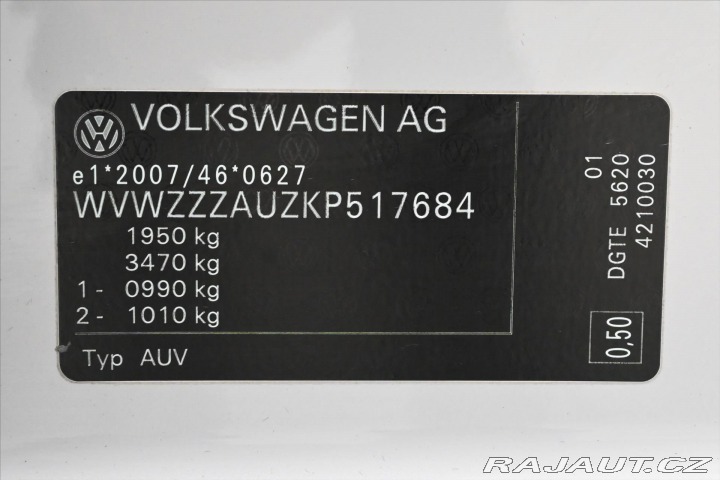 VOLKSWAGEN AG
e1*2007/46*0627
WVWZZZAUZKP517684
1950 kg
3470 kg
1 - 0990 kg
2 - 1010 kg
Typ AUV
01
DGTE 5620
4210030
0,50
RAJAUT.CZ